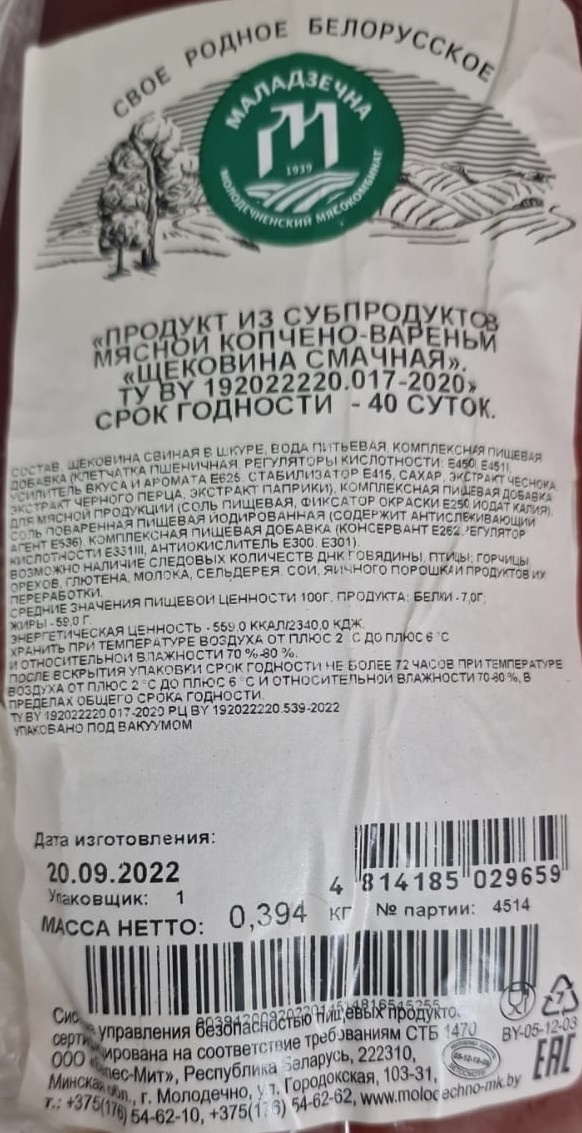 СВОЕ РОДНОЕ БЕЛОРУССКОЕ
МАЛАДЗЕЧНА
М
1939
МОЛОДЕЧНЕНСКИЙ МЯСОКОМБИНАТ
«ПРОДУКТ ИЗ СУБПРОДУКТОВ
МЯСНОЙ КОПЧЕНО-ВАРЕНЫЙ
«ЩЕКОВИНА СМАЧНАЯ».
ТУ BY 192022220.017-2020»
СРОК ГОДНОСТИ - 40 СУТОК.
СОСТАВ: ЩЕКОВИНА СВИНАЯ В ШКУРЕ, ВОДА ПИТЬЕВАЯ, КОМПЛЕКСНАЯ ПИЩЕВАЯ
ДОБАВКА (КЛЕТЧАТКА ПШЕНИЧНАЯ, РЕГУЛЯТОРЫ КИСЛОТНОСТИ: Е450I, Е451I,
УСИЛИТЕЛЬ ВКУСА И АРОМАТА Е625, СТАБИЛИЗАТОР Е415, САХАР, ЭКСТРАКТ ЧЕСНОКА,
ЭКСТРАКТ ЧЕРНОГО ПЕРЦА, ЭКСТРАКТ ПАПРИКИ), КОМПЛЕКСНАЯ ПИЩЕВАЯ ДОБАВКА
ДЛЯ МЯСНОЙ ПРОДУКЦИИ (СОЛЬ ПИЩЕВАЯ, ФИКСАТОР ОКРАСКИ Е250, ЙОДАТ КАЛИЯ),
СОЛЬ ПОВАРЕННАЯ ПИЩЕВАЯ ЙОДИРОВАННАЯ (СОДЕРЖИТ АНТИСЛЕЖИВАЮЩИЙ
АГЕНТ Е536), КОМПЛЕКСНАЯ ПИЩЕВАЯ ДОБАВКА (КОНСЕРВАНТ Е262, РЕГУЛЯТОР
КИСЛОТНОСТИ Е331III, АНТИОКИСЛИТЕЛЬ Е300, Е301).
ВОЗМОЖНО НАЛИЧИЕ СЛЕДОВЫХ КОЛИЧЕСТВ ДНК ГОВЯДИНЫ, ПТИЦЫ; ГОРЧИЦЫ,
ОРЕХОВ, ГЛЮТЕНА, МОЛОКА, СЕЛЬДЕРЕЯ, СОИ, ЯИЧНОГО ПОРОШКА И ПРОДУКТОВ ИХ
ПЕРЕРАБОТКИ.
СРЕДНИЕ ЗНАЧЕНИЯ ПИЩЕВОЙ ЦЕННОСТИ 100Г. ПРОДУКТА: БЕЛКИ - 7,0Г;
ЖИРЫ - 59,0 Г.
ЭНЕРГЕТИЧЕСКАЯ ЦЕННОСТЬ - 559,0 ККАЛ/2340,0 КДЖ.
ХРАНИТЬ ПРИ ТЕМПЕРАТУРЕ ВОЗДУХА ОТ ПЛЮС 2 °С ДО ПЛЮС 6 °С
И ОТНОСИТЕЛЬНОЙ ВЛАЖНОСТИ 70 %-80 %.
ПОСЛЕ ВСКРЫТИЯ УПАКОВКИ СРОК ГОДНОСТИ НЕ БОЛЕЕ 72 ЧАСОВ ПРИ ТЕМПЕРАТУРЕ
ВОЗДУХА ОТ ПЛЮС 2 °С ДО ПЛЮС 6 °С И ОТНОСИТЕЛЬНОЙ ВЛАЖНОСТИ 70-80 %, В
ПРЕДЕЛАХ ОБЩЕГО СРОКА ГОДНОСТИ.
ТУ BY 192022220.017-2020 РЦ BY 192022220.539-2022
УПАКОВАНО ПОД ВАКУУМОМ
Дата изготовления:
20.09.2022
4 814185 029659
Упаковщик: 1
№ партии: 4514
МАССА НЕТТО: 0,394 кг
управления безопасностью пищевых продукто
серти ирована на соответствие требованиям СТБ 1470
BY-05-12-03
ООО «Велес-Мит», Республика Беларусь, 222310,
EAC
Минская обл., г. Молодечно, ул. Городокская, 103-31,
т.: +375(176) 54-62-10, +375(176) 54-62-62, www.molodechno-mk.by